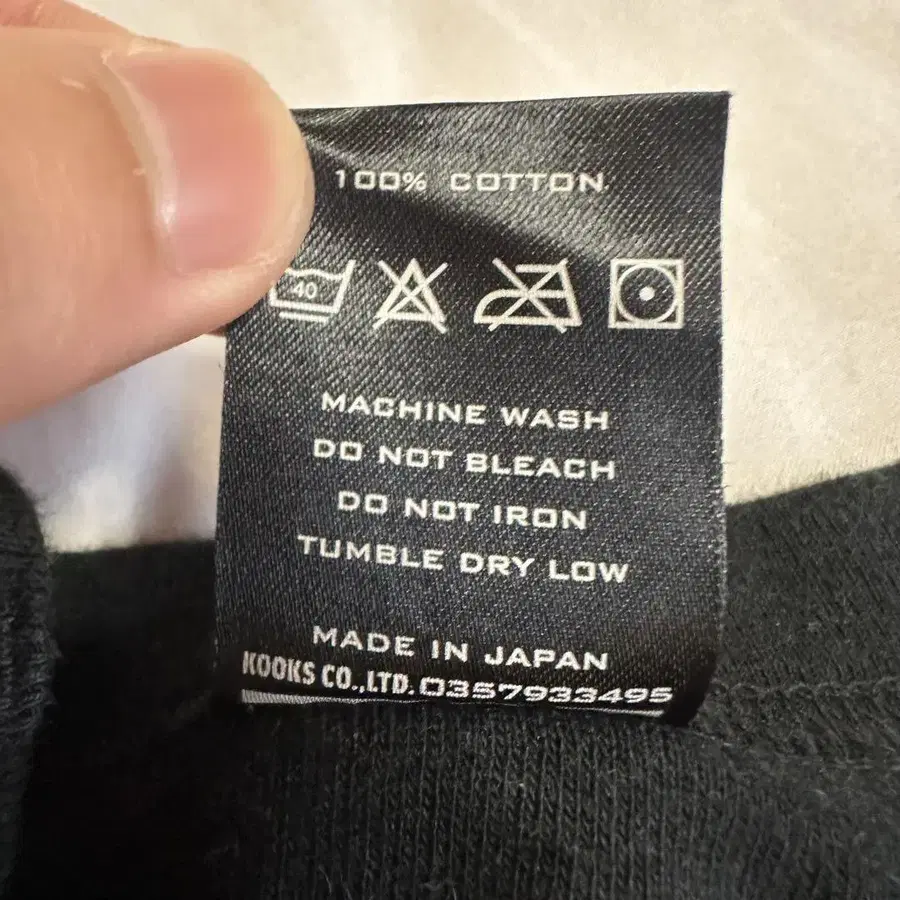 100% COTTON
40
MACHINE WASH
DO NOT BLEACH
DO NOT IRON
TUMBLE DRY LOW
MADE IN JAPAN
KOOKS CO.,LTD. 0357933495